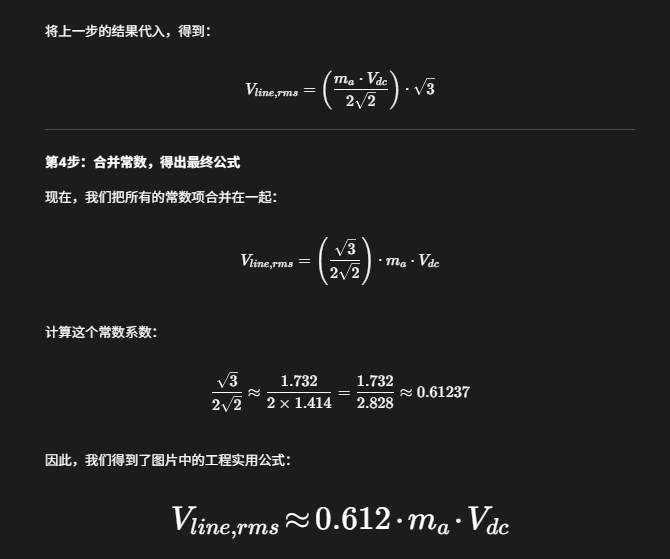 将上一步的结果代入，得到：
V_{line,rms} = \left( \frac{m_a \cdot V_{dc}}{2\sqrt{2}} \right) \cdot \sqrt{3}
第4步：合并常数，得出最终公式
现在，我们把所有的常数项合并在一起：
V_{line,rms} = \left( \frac{\sqrt{3}}{2\sqrt{2}} \right) \cdot m_a \cdot V_{dc}
计算这个常数系数：
\frac{\sqrt{3}}{2\sqrt{2}} \approx \frac{1.732}{2 \times 1.414} = \frac{1.732}{2.828} \approx 0.61237
因此，我们得到了图片中的工程实用公式：
V_{line,rms} \approx 0.612 \cdot m_a \cdot V_{dc}